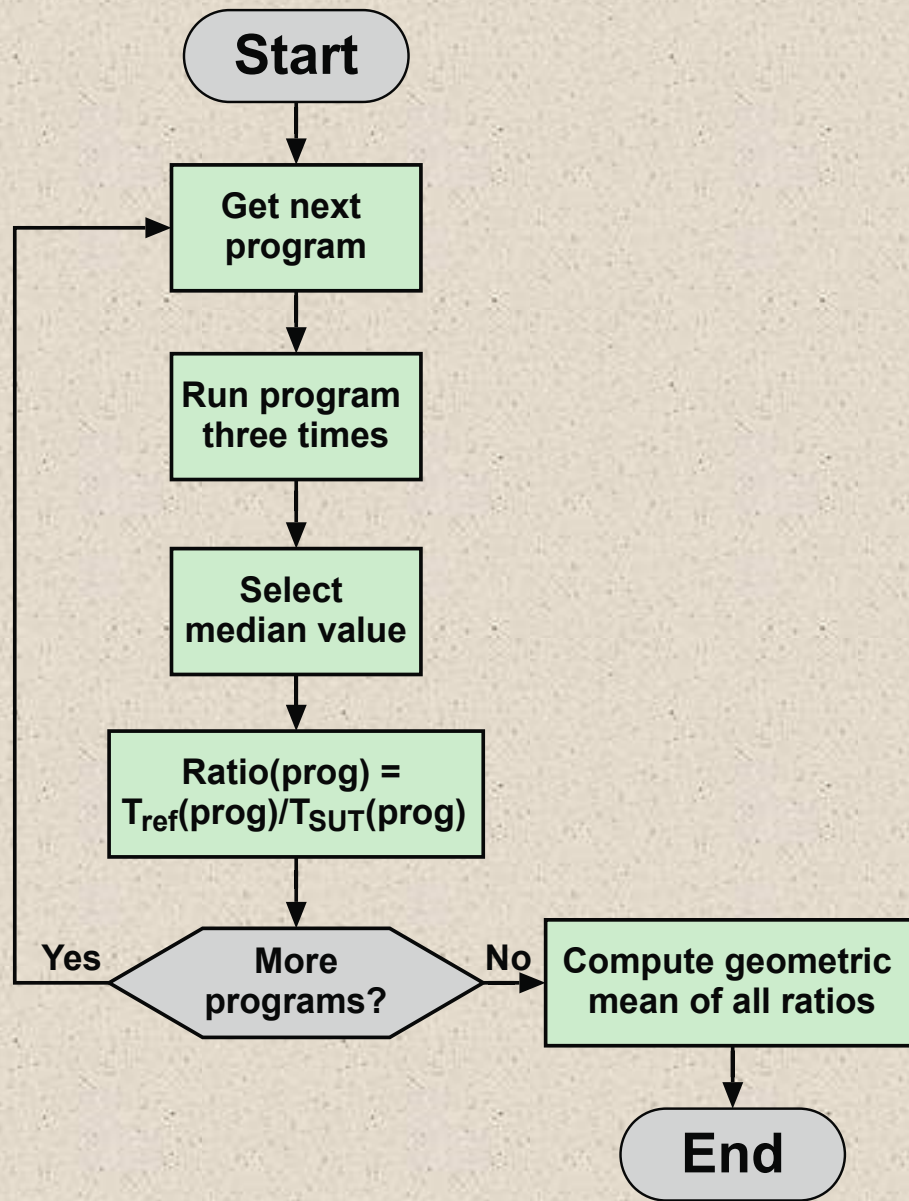 Start
Get next
program
Run program
three times
Select
median value
Ratio(prog) =
Tref(prog)/TSUT(prog)
More
programs?
Yes
No
Compute geometric
mean of all ratios
End